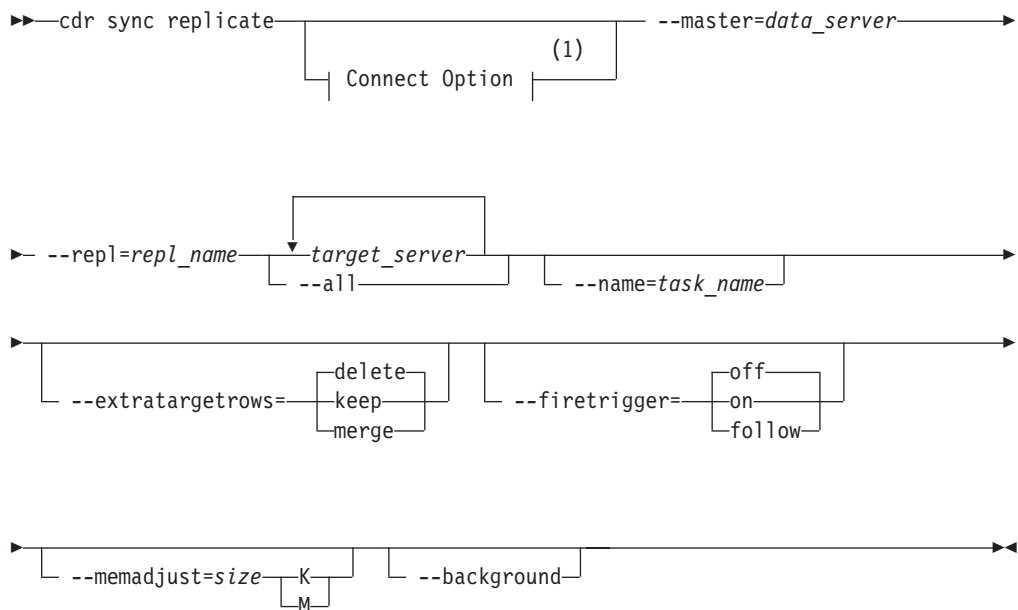 cdr sync replicate --master=data_server
(1)
Connect Option
--repl=repl_name target_server
--all --name=task_name
delete off
--extratargetrows= keep --firetrigger= on
merge follow
--memadjust=size K --background
M